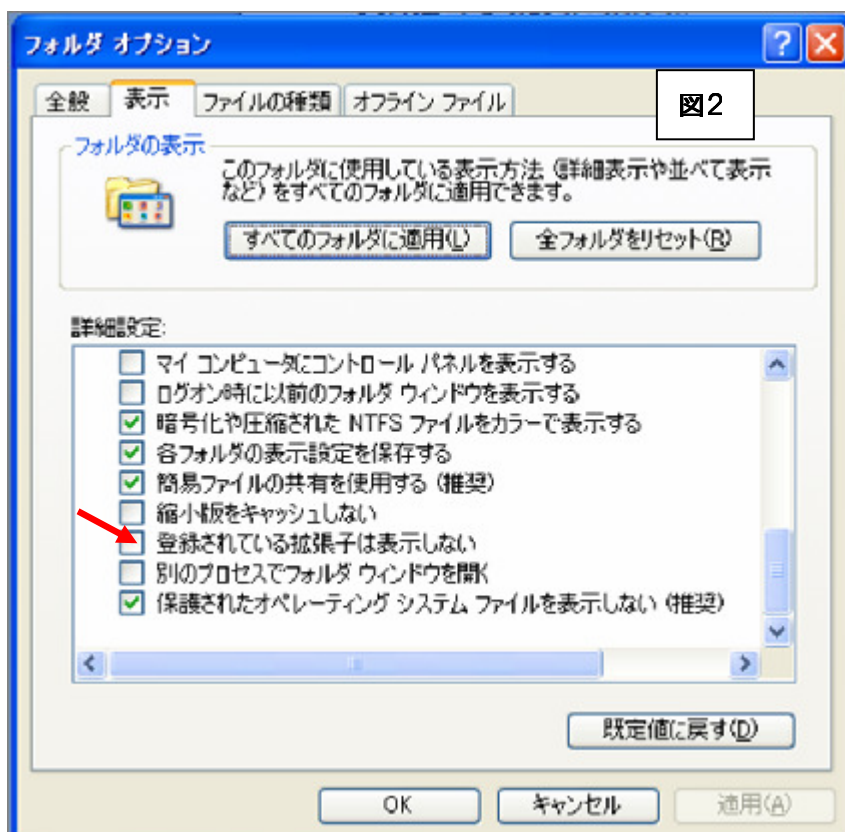 フォルダ オプション
全般 表示 ファイルの種類 オフライン ファイル
図2
フォルダの表示
このフォルダに使用している表示方法 (詳細表示や並べて表示
など) をすべてのフォルダに適用できます。
すべてのフォルダに適用(L) 全フォルダをリセット(R)
詳細設定:
マイ コンピュータにコントロール パネルを表示する
ログオン時に以前のフォルダ ウィンドウを表示する
暗号化や圧縮された NTFS ファイルをカラーで表示する
各フォルダの表示設定を保存する
簡易ファイルの共有を使用する (推奨)
縮小版をキャッシュしない
登録されている拡張子は表示しない
別のプロセスでフォルダ ウィンドウを開く
保護されたオペレーティング システム ファイルを表示しない (推奨)
既定値に戻す(D)
OK キャンセル 適用(A)